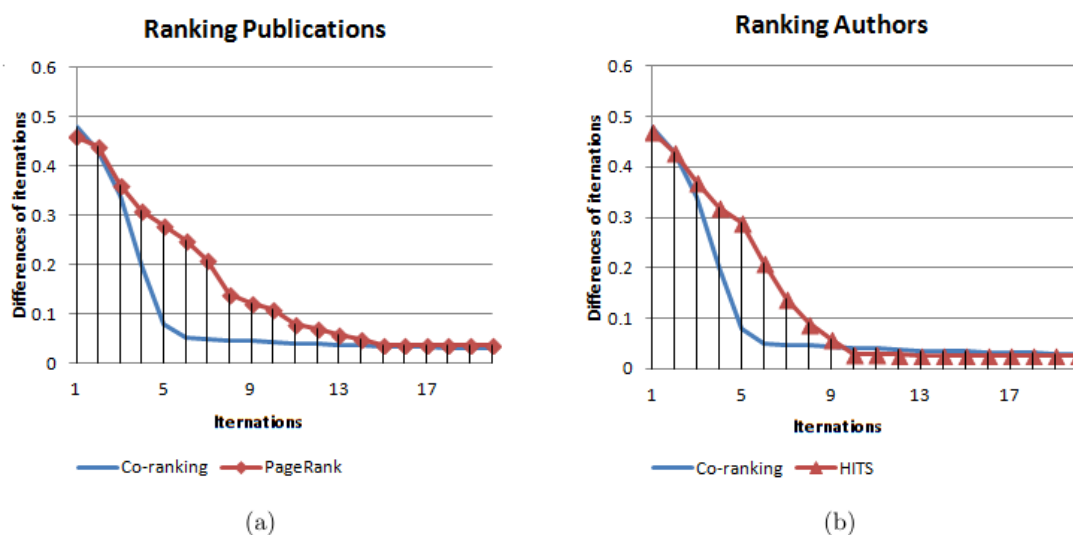 Ranking Publications
Differences of iternations
0.6
0.5
0.4
0.3
0.2
0.1
0
1 5 9 13 17
Iternations
Co-ranking PageRank
(a)
Ranking Authors
Differences of iternations
0.6
0.5
0.4
0.3
0.2
0.1
0
1 5 9 13 17
Iternations
Co-ranking HITS
(b)